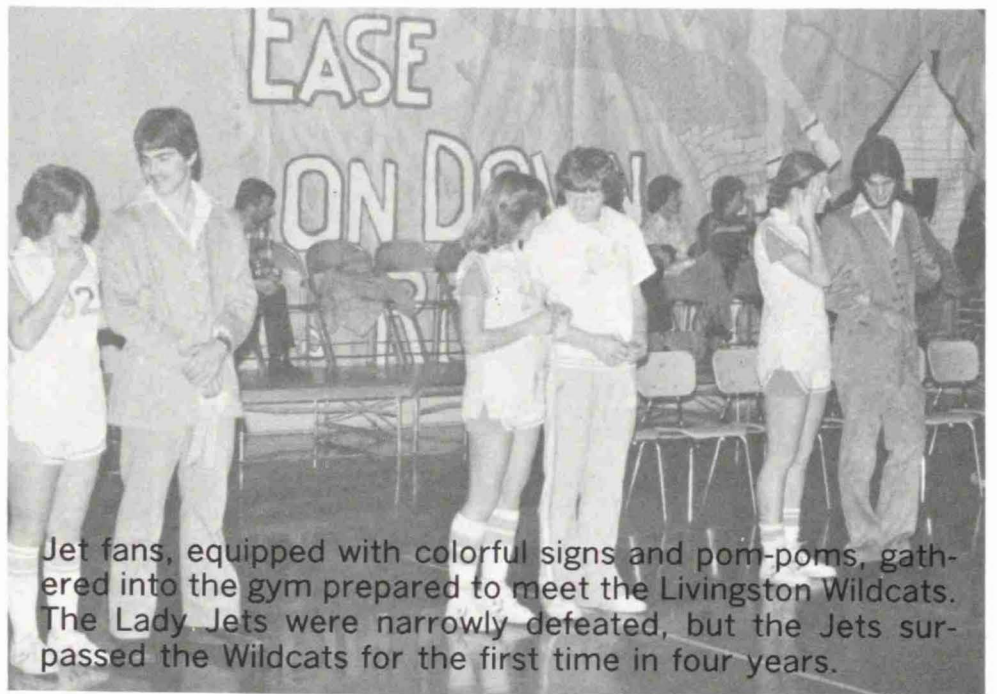 EASE
ON DOWN
52
Jet fans, equipped with colorful signs and pom-poms, gath-
ered into the gym prepared to meet the Livingston Wildcats.
The Lady Jets were narrowly defeated, but the Jets sur-
passed the Wildcats for the first time in four years.